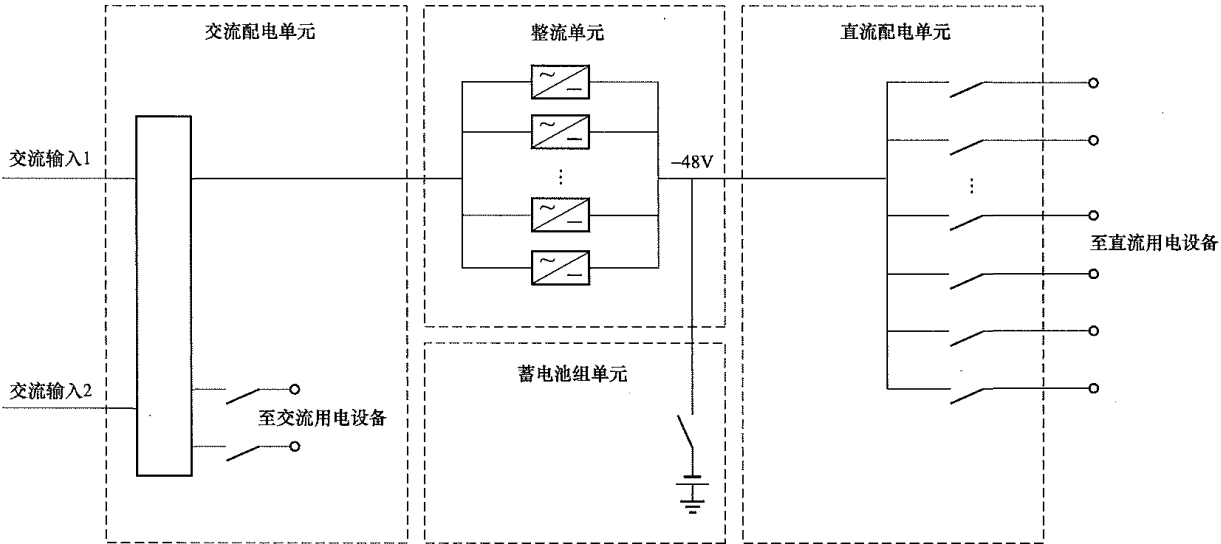 交流配电单元
整流单元
直流配电单元
交流输入1
−48V
至直流用电设备
蓄电池组单元
交流输入2
至交流用电设备